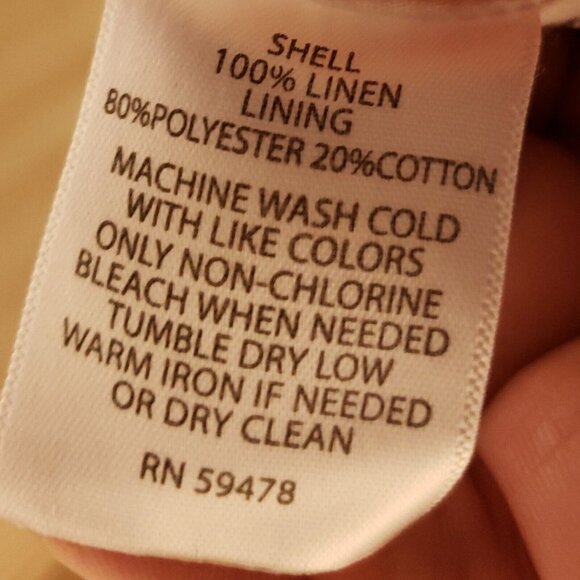 SHELL
100% LINEN
LINING
80%POLYESTER 20%COTTON
MACHINE WASH COLD
WITH LIKE COLORS
ONLY NON-CHLORINE
BLEACH WHEN NEEDED
TUMBLE DRY LOW
WARM IRON IF NEEDED
OR DRY CLEAN
RN 59478